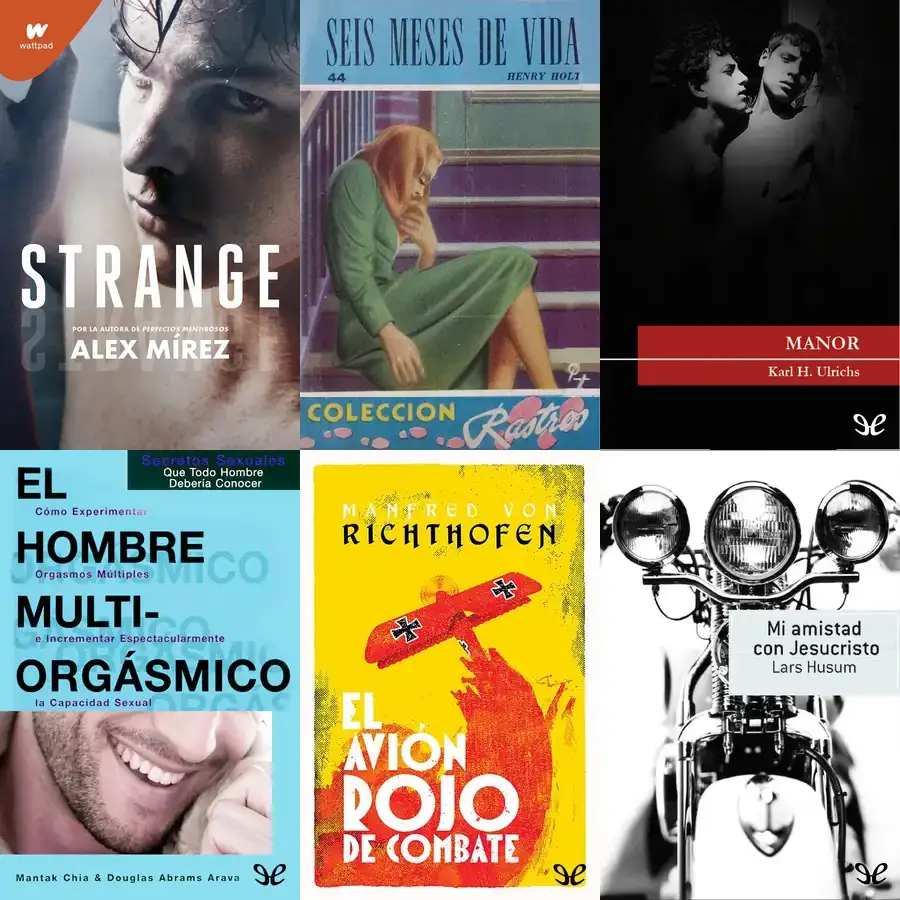 wattpad
STRANGE
POR LA AUTORA DE PERFECTOS MENTIROSOS
ALEX MÍREZ
SEIS MESES DE VIDA
44
HENRY HOLT
COLECCION
Rastros
MANOR
Karl H. Ulrichs
Secretos Sexuales
Que Todo Hombre
Debería Conocer
EL
Cómo Experimentar
HOMBRE
Orgasmos Múltiples
MULTI-
e Incrementar Espectacularmente
ORGÁSMICO
la Capacidad Sexual
Mantak Chia & Douglas Abrams Arava
MANFRED VON
RICHTHOFEN
EL
AVIÓN
ROJO
DE COMBATE
Mi amistad
con Jesucristo
Lars Husum